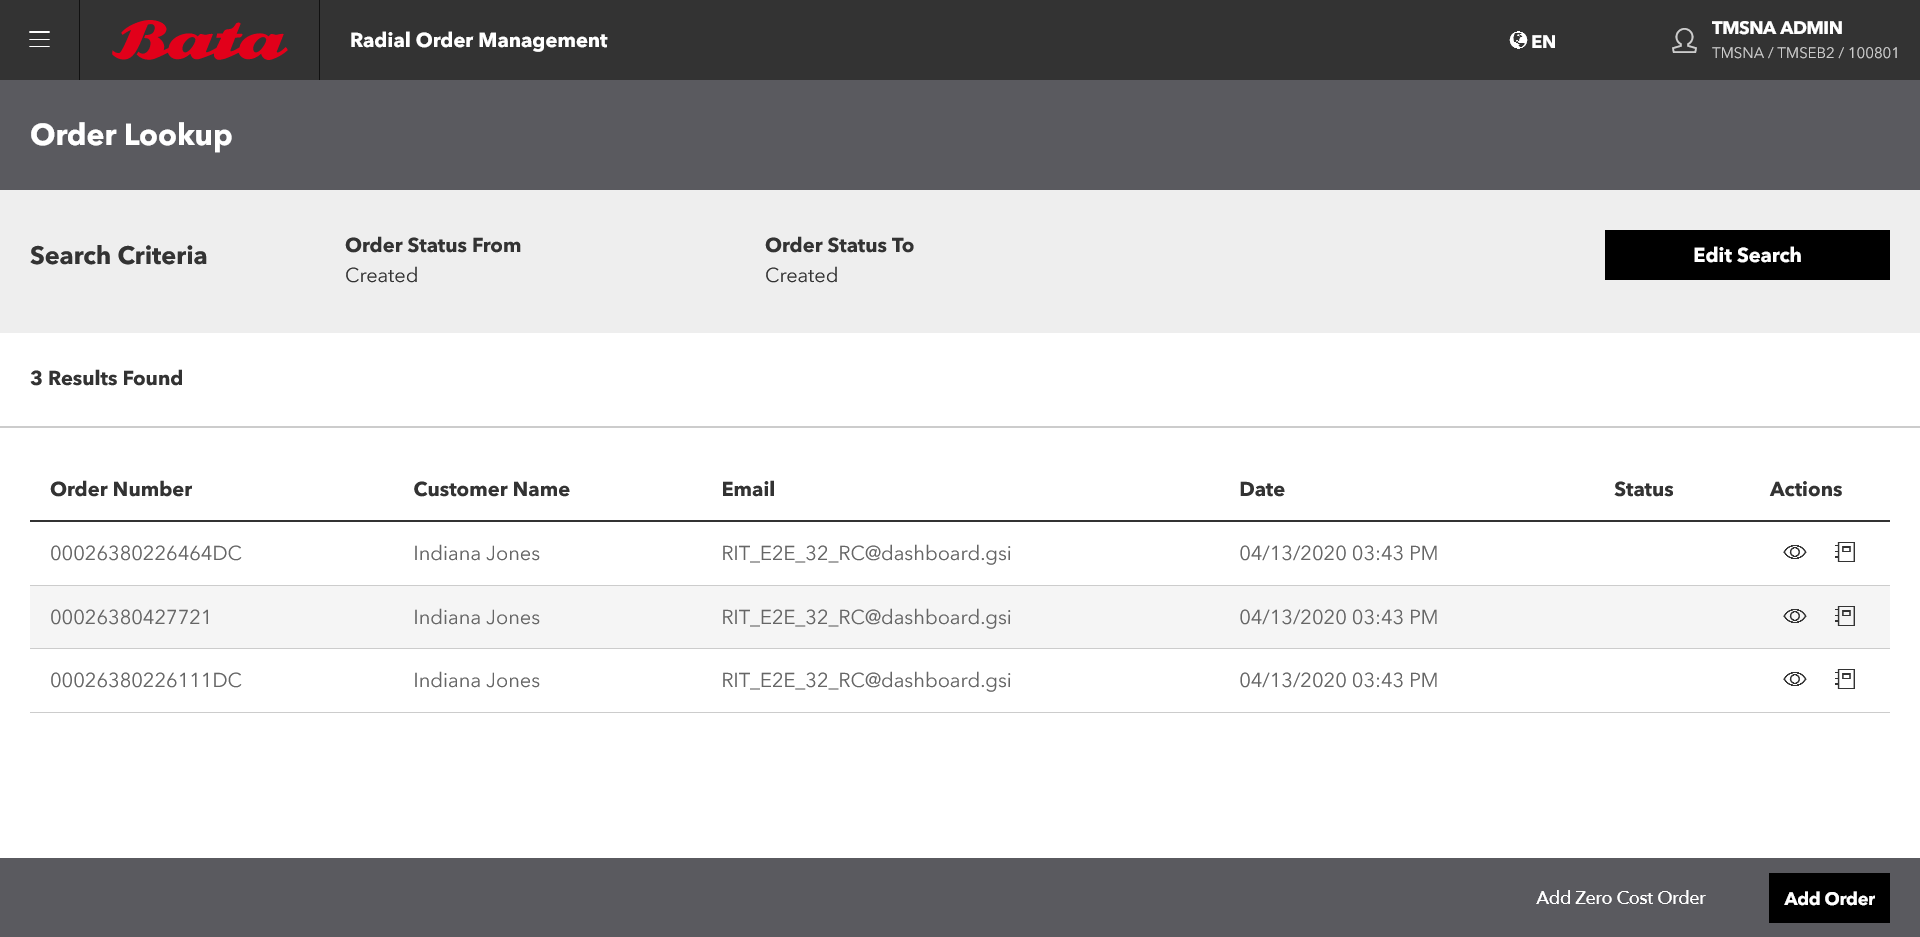 Bata
Radial Order Management
EN
TMSNA ADMIN
TMSNA / TMSEB2 / 100801
Order Lookup
Search Criteria
Order Status From
Created
Order Status To
Created
Edit Search
3 Results Found
Order Number Customer Name Email Date Status Actions
00026380226464DC Indiana Jones RIT_E2E_32_RC@dashboard.gsi 04/13/2020 03:43 PM
00026380427721 Indiana Jones RIT_E2E_32_RC@dashboard.gsi 04/13/2020 03:43 PM
00026380226111DC Indiana Jones RIT_E2E_32_RC@dashboard.gsi 04/13/2020 03:43 PM
Add Zero Cost Order
Add Order